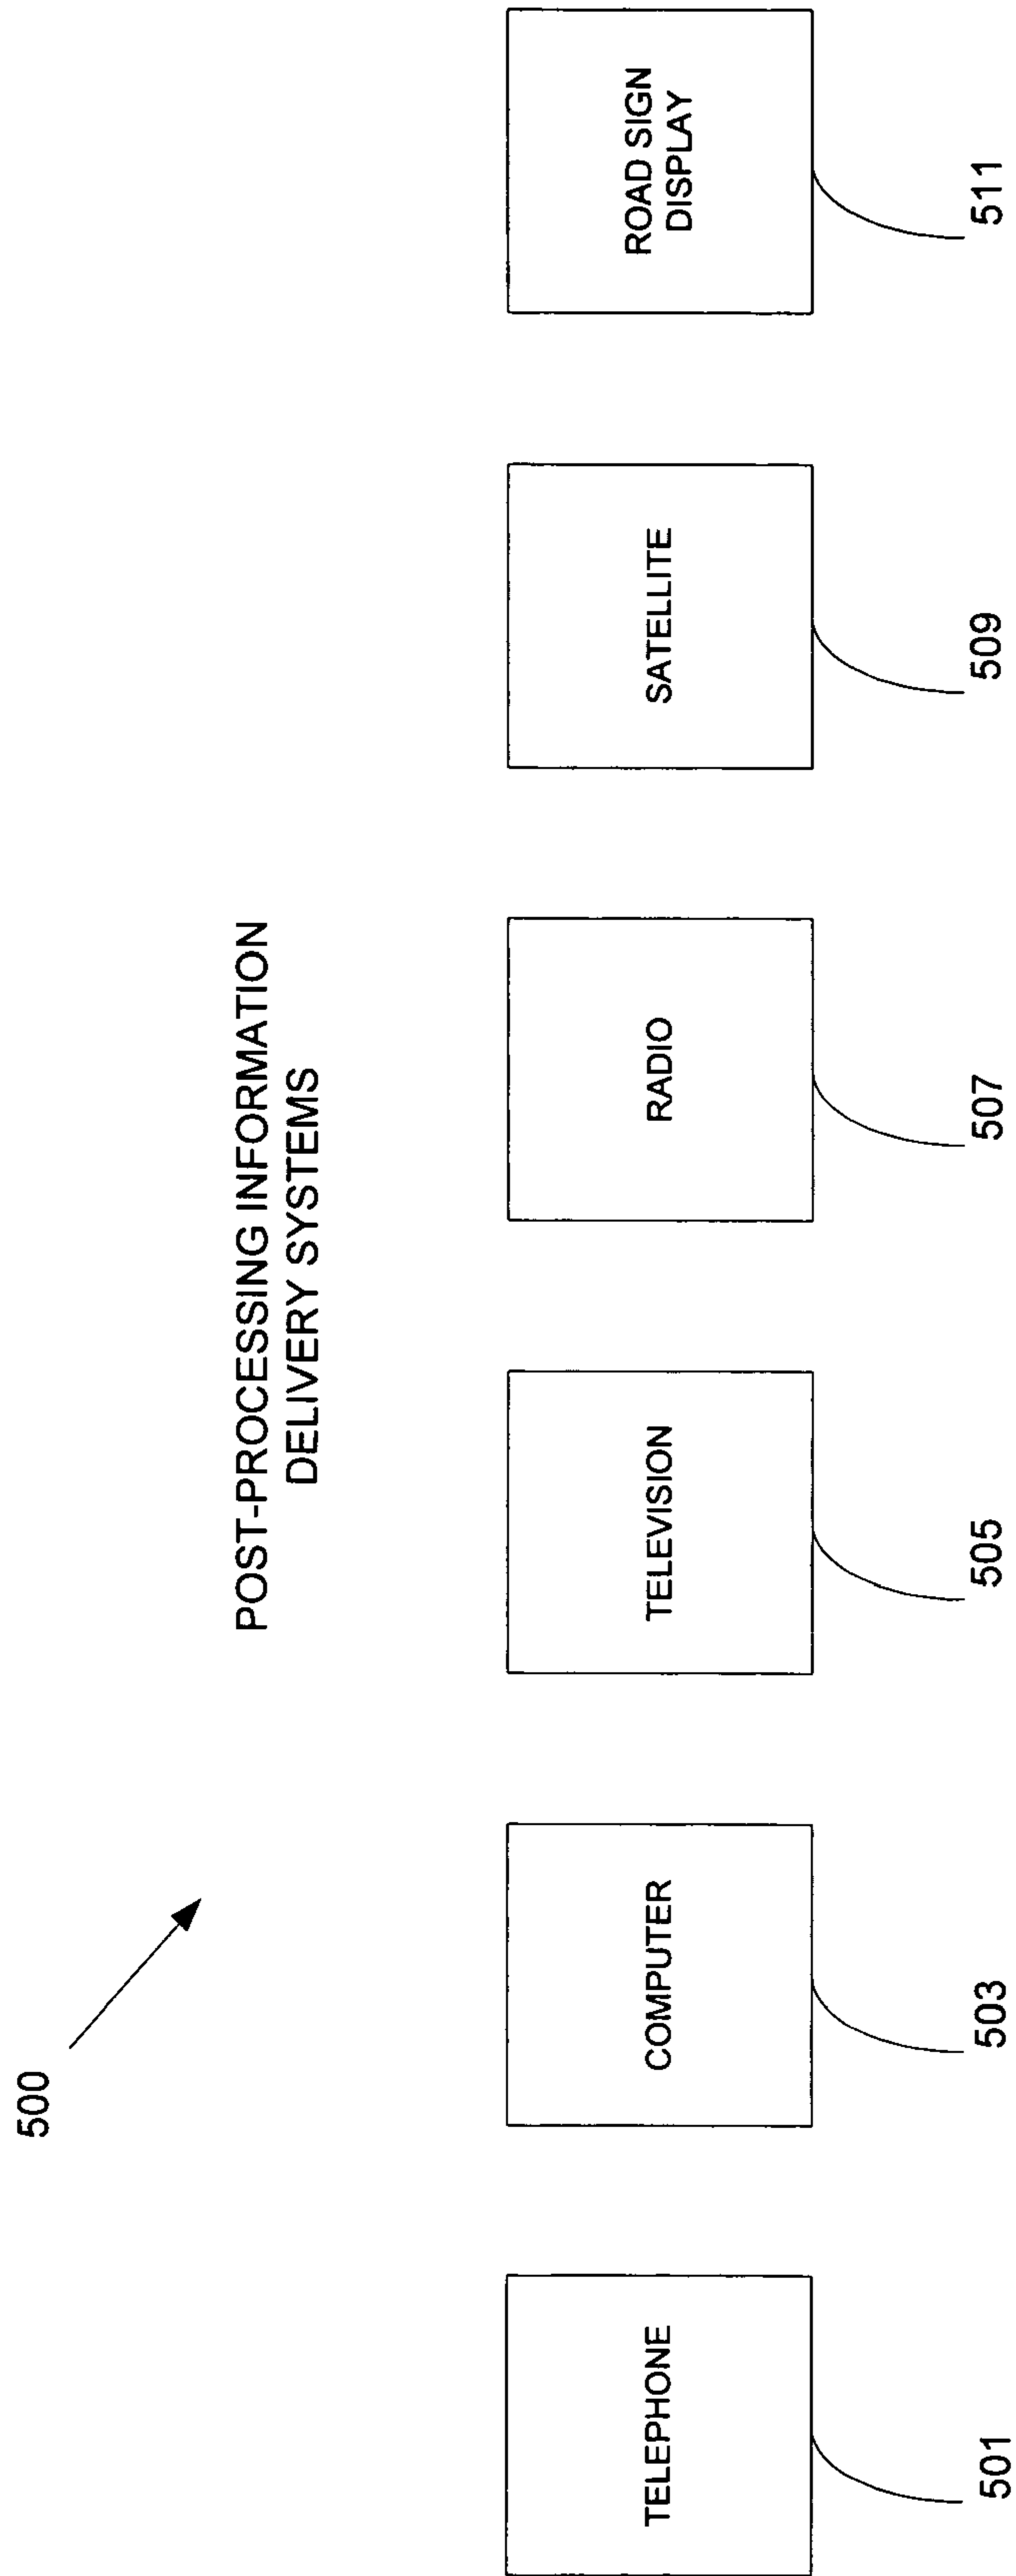 500
POST-PROCESSING INFORMATION
DELIVERY SYSTEMS
TELEPHONE
COMPUTER
TELEVISION
RADIO
SATELLITE
ROAD SIGN
DISPLAY
501
503
505
507
509
511